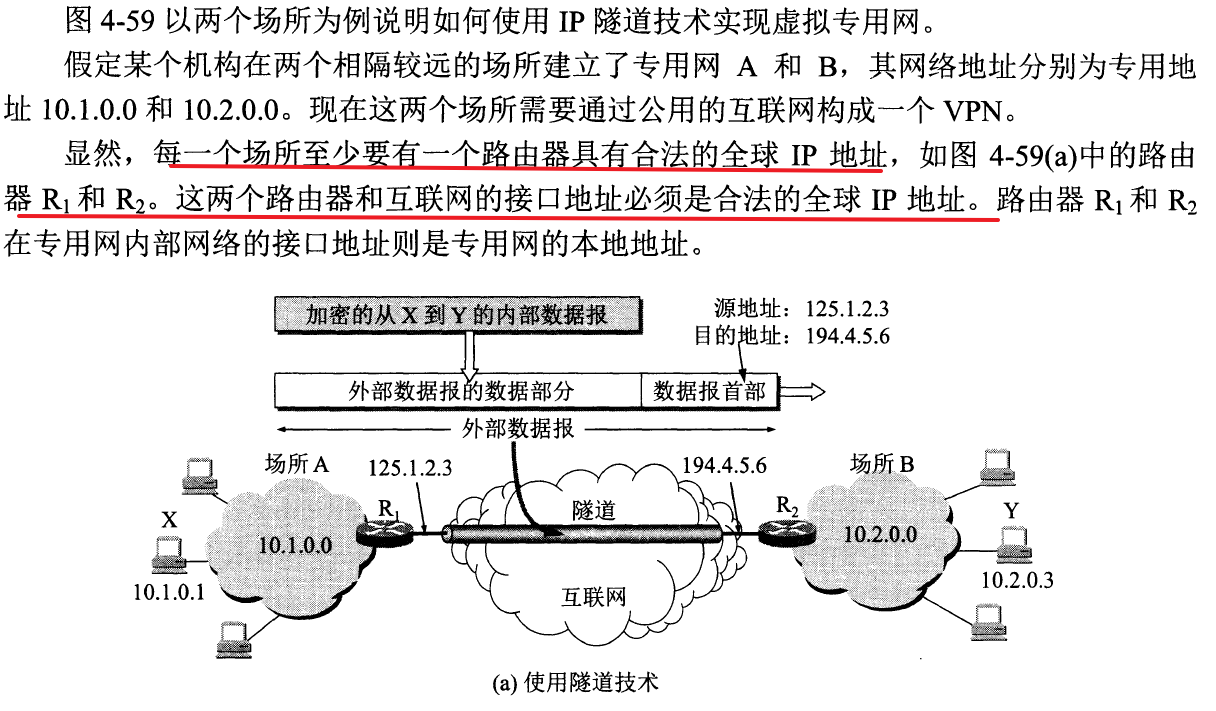 图 4-59 以两个场所为例说明如何使用 IP 隧道技术实现虚拟专用网。
假定某个机构在两个相隔较远的场所建立了专用网 A 和 B，其网络地址分别为专用地
址 10.1.0.0 和 10.2.0.0。现在这两个场所需要通过公用的互联网构成一个 VPN。
显然，每一个场所至少要有一个路由器具有合法的全球 IP 地址，如图 4-59(a)中的路由
器 R₁ 和 R₂。这两个路由器和互联网的接口地址必须是合法的全球 IP 地址。路由器 R₁ 和 R₂
在专用网内部网络的接口地址则是专用网的本地地址。
加密的从 X 到 Y 的内部数据报
源地址：125.1.2.3
目的地址：194.4.5.6
外部数据报的数据部分
数据报首部
外部数据报
场所 A
125.1.2.3
194.4.5.6
场所 B
X
R₁
隧道
R₂
Y
10.1.0.0
10.2.0.0
10.1.0.1
互联网
10.2.0.3
(a) 使用隧道技术